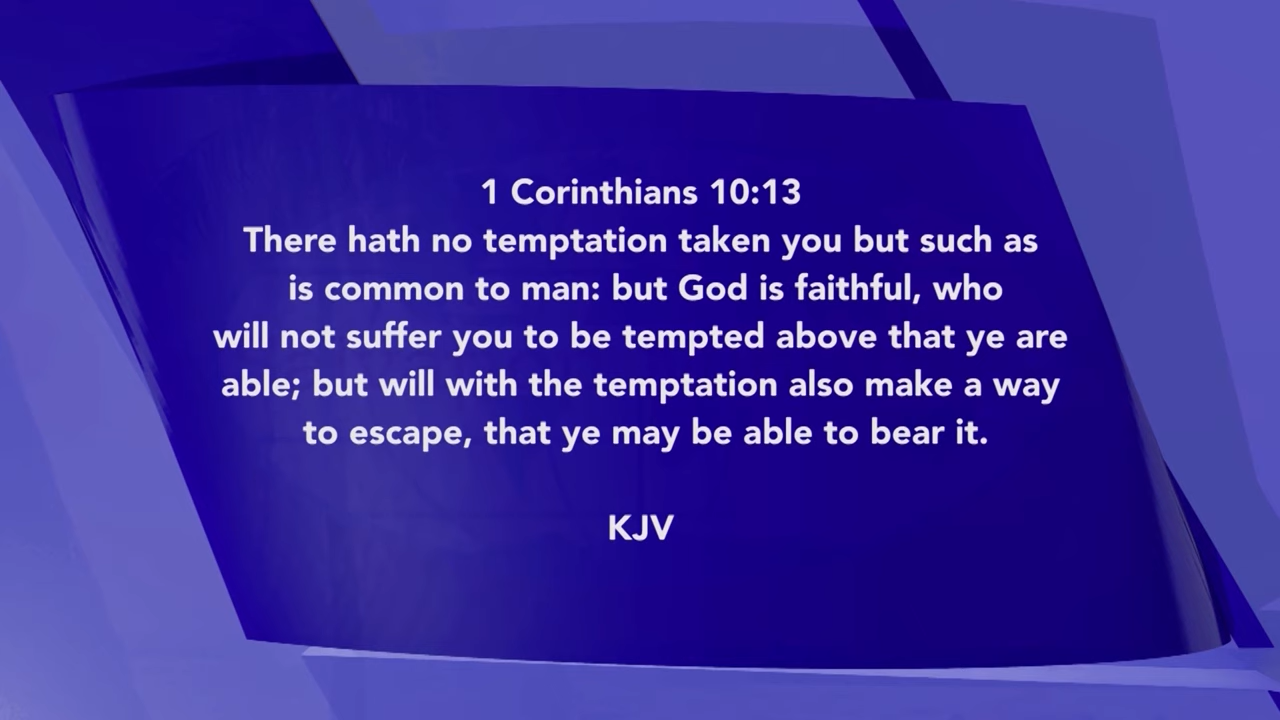 1 Corinthians 10:13
There hath no temptation taken you but such as
is common to man: but God is faithful, who
will not suffer you to be tempted above that ye are
able; but will with the temptation also make a way
to escape, that ye may be able to bear it.
KJV